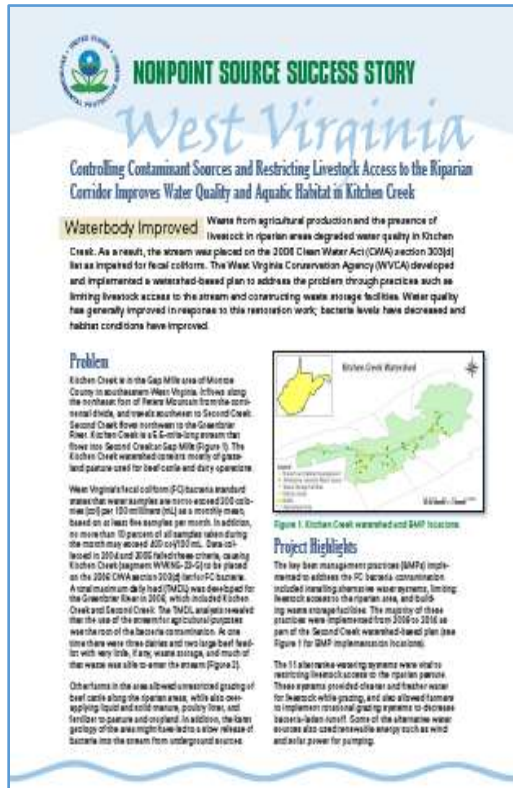 NONPOINT SOURCE SUCCESS STORY
West Virginia
Controlling Contaminant Sources and Restricting Livestock Access to the Riparian
Corridor Improves Water Quality and Aquatic Habitat in Kitchen Creek
Waterbody Improved
Waste from agricultural production and the presence of
livestock in riparian areas degraded water quality in Kitchen
Creek. As a result, the stream was placed on the 2006 Clean Water Act (CWA) section 303(d)
list as impaired for fecal coliform. The West Virginia Conservation Agency (WVCA) developed
and implemented a watershed-based plan to address the problem through practices such as
limiting livestock access to the stream and constructing waste storage facilities. Water quality
has generally improved in response to this restoration work; bacteria levels have decreased and
habitat conditions have improved.
Problem
Kitchen Creek is in the Gap Mills area of Monroe
County in southeastern West Virginia. It flows along
the northeast side of Peters Mountain from the conti-
nental divide, and travels southwest to Second Creek.
Second Creek flows northwest to the Greenbrier
River. Kitchen Creek is a 6.6-mile-long stream that
flows into Second Creek at Gap Mills (Figure 1). The
Kitchen Creek watershed consists mostly of grass-
land pasture used for beef cattle and dairy operations.
West Virginia's fecal coliform (FC) bacteria standard
states that water samples are not to exceed 200 colo-
nies (col) per 100 milliliters (mL) as a monthly mean,
based on at least five samples per month. In addition,
no more than 10 percent of all samples taken during
the month may exceed 400 col/100 mL. Data col-
lected in 2004 and 2005 failed these criteria, causing
Kitchen Creek (segment to be placed
on the 2006 CWA section 303(d) list for FC bacteria.
A total maximum daily load (TMDL) was developed for
the Greenbrier River in 2008, which included Kitchen
Creek and Second Creek. The TMDL analysis revealed
that the use of the stream for agricultural purposes
was the root of the bacteria contamination. At one
time there were three dairies and two large beef feed-
lots with very little, if any, waste storage, and much of
that waste was able to enter the stream (Figure 2).
Other farms in the area allowed unrestricted grazing of
beef cattle along the riparian areas, while also over-
applying liquid and solid manure, poultry litter, and
fertilizer to pasture and cropland. In addition, the karst
geology of the area might have led to a slow release of
bacteria into the stream from underground sources.
Kitchen Creek Watershed
Figure 1. Kitchen Creek watershed and BMP locations.
Project Highlights
The key best management practices (BMPs) imple-
mented to address the FC bacteria contamination
included installing alternative water systems, limiting
livestock access to the riparian area, and build-
ing waste storage facilities. The majority of these
practices were implemented from to as
part of the Second Creek watershed-based plan (see
Figure 1 for BMP implementation locations).
The 11 alternative watering systems were vital to
restricting livestock access to the riparian pasture.
These systems provided cleaner and fresher water
for livestock while grazing, and also allowed farmers
to implement rotational grazing systems to decrease
bacteria-laden runoff. Some of the alternative water
sources also used renewable energy such as wind
and solar power for pumping.